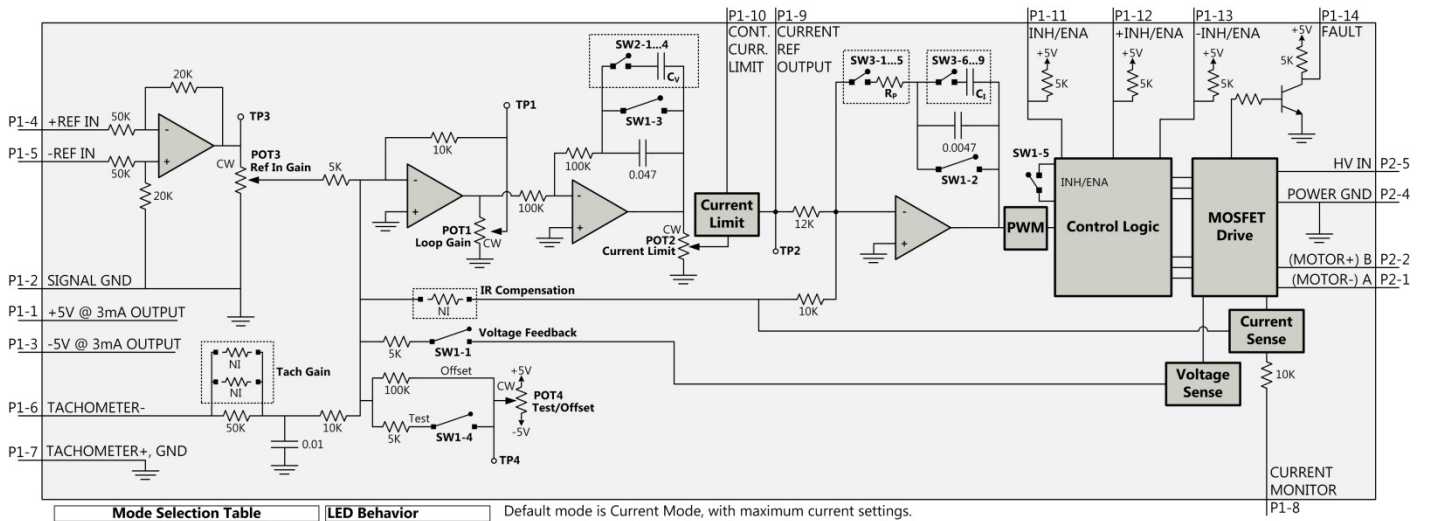 P1-10 P1-9
CONT. CURRENT
CURR. REF
LIMIT OUTPUT
P1-11
INH/ENA
P1-12
+INH/ENA
P1-13
-INH/ENA
P1-14
FAULT
+5V
5K
+5V
5K
+5V
5K
+5V
5K
SW2-1...4
CV
SW1-3
0.047
100K
SW3-1...5
RP
SW3-6...9
CI
0.0047
SW1-2
20K
P1-4 +REF IN
50K
-
+
TP3
P1-5 -REF IN
50K
20K
CW
POT3
Ref In Gain
5K
TP1
10K
-
+
POT1
Loop Gain
CW
100K
-
+
CW
POT2
Current Limit
Current
Limit
12K
TP2
-
+
PWM
SW1-5
INH/ENA
Control Logic
MOSFET
Drive
HV IN P2-5
POWER GND P2-4
(MOTOR+) B P2-2
(MOTOR-) A P2-1
P1-2 SIGNAL GND
P1-1 +5V @ 3mA OUTPUT
P1-3 -5V @ 3mA OUTPUT
IR Compensation
NI
10K
Voltage Feedback
5K
SW1-1
Current
Sense
Voltage
Sense
10K
NI
NI
Tach Gain
P1-6 TACHOMETER-
50K
10K
0.01
P1-7 TACHOMETER+, GND
Offset
100K
Test
5K
SW1-4
CW
+5V
POT4
Test/Offset
-5V
TP4
CURRENT
MONITOR
P1-8
Mode Selection Table
LED Behavior
Default mode is Current Mode, with maximum current settings.